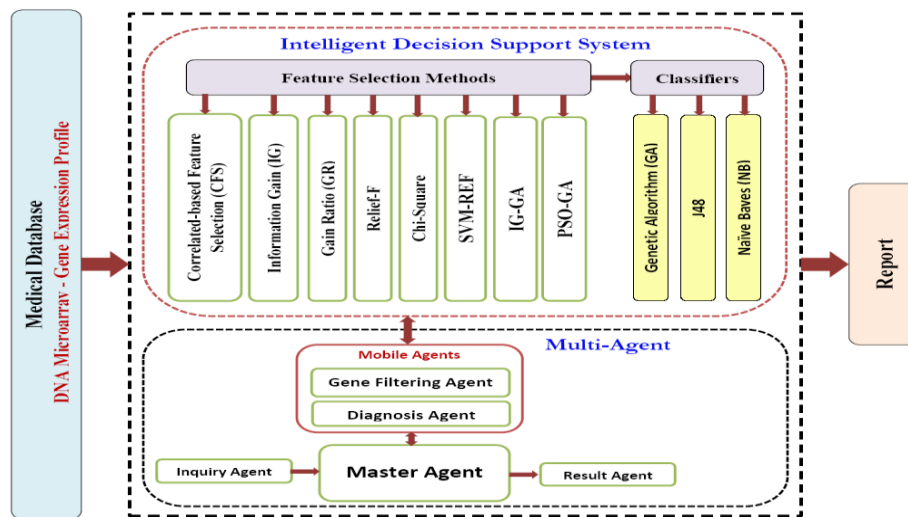 Medical Database
DNA Microarrav - Gene Expression Profile
Intelligent Decision Support System
Feature Selection Methods
Classifiers
Correlated-based Feature
Selection (CFS)
Information Gain (IG)
Gain Ratio (GR)
Relief-F
Chi-Square
SVM-REF
IG-GA
PSO-GA
Genetic Algorithm (GA)
J48
Naïve Baves (NB)
Multi-Agent
Mobile Agents
Gene Filtering Agent
Diagnosis Agent
Inquiry Agent
Master Agent
Result Agent
Report